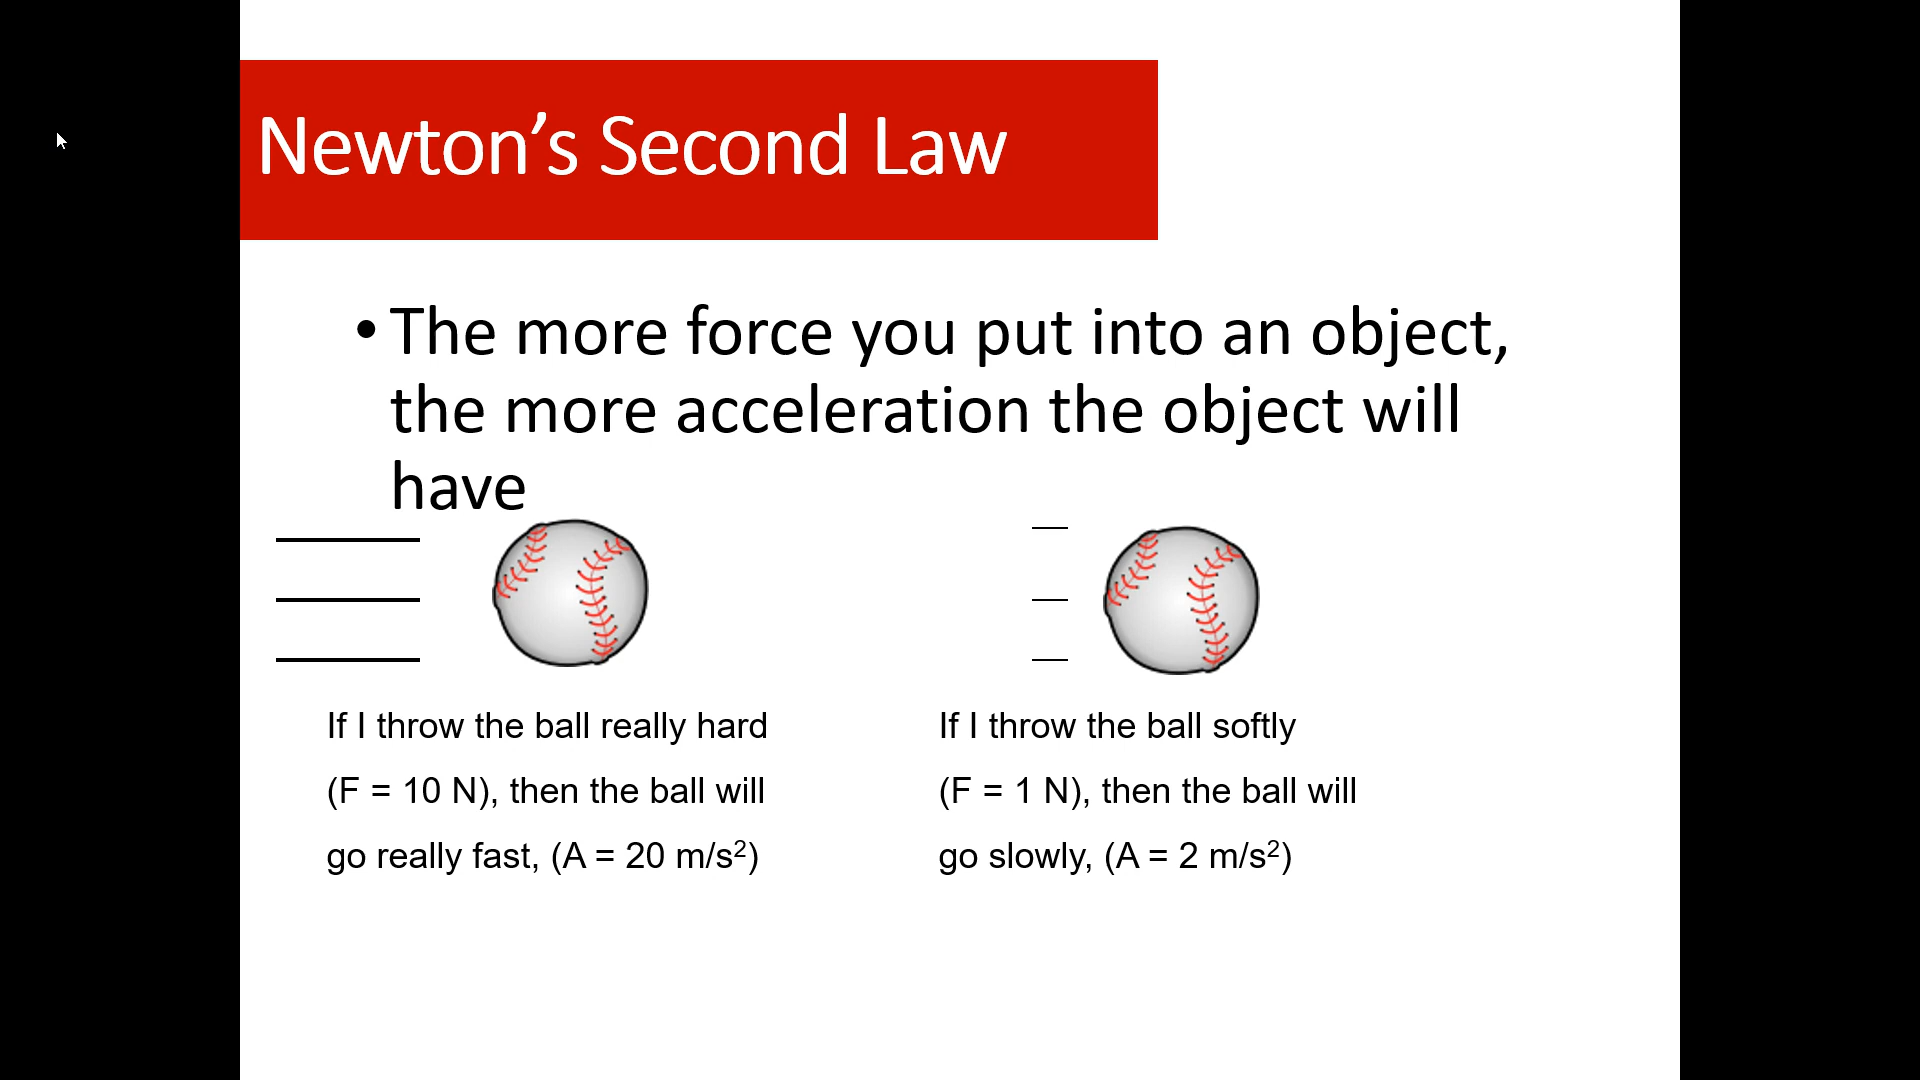 Newton’s Second Law
• The more force you put into an object,
the more acceleration the object will
have
If I throw the ball really hard
(F = 10 N), then the ball will
go really fast, (A = 20 m/s²)
If I throw the ball softly
(F = 1 N), then the ball will
go slowly, (A = 2 m/s²)